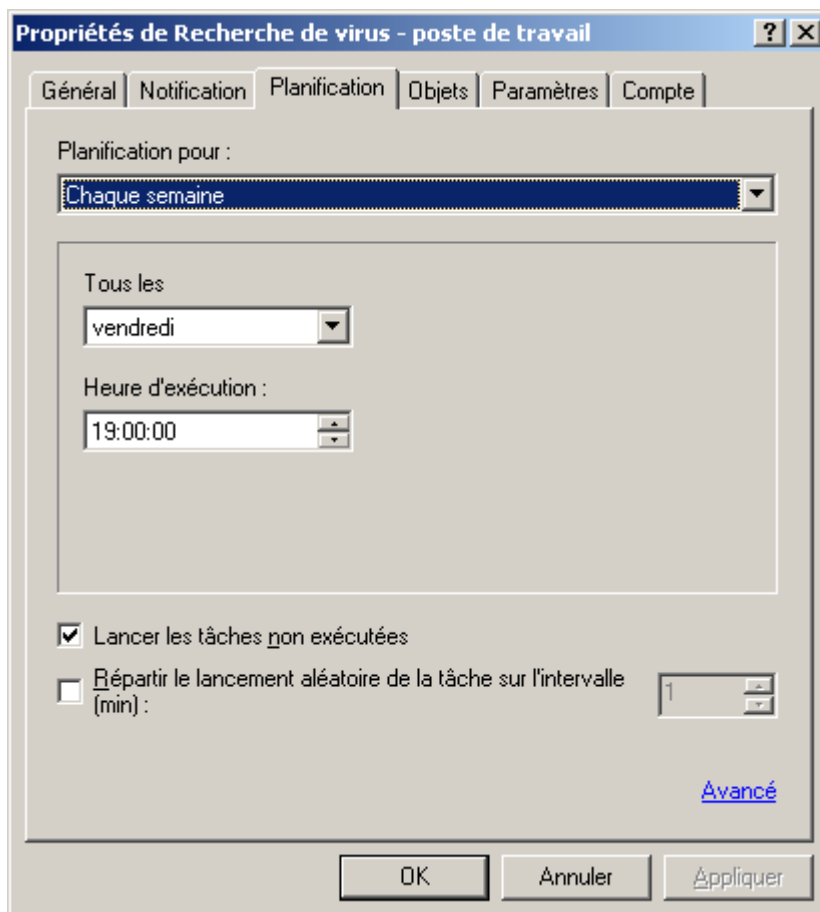 Propriétés de Recherche de virus - poste de travail
Général Notification Planification Objets Paramètres Compte
Planification pour :
Chaque semaine
Tous les
vendredi
Heure d'exécution :
19:00:00
Lancer les tâches non exécutées
Répartir le lancement aléatoire de la tâche sur l'intervalle
(min) :
1
Avancé
OK Annuler Appliquer